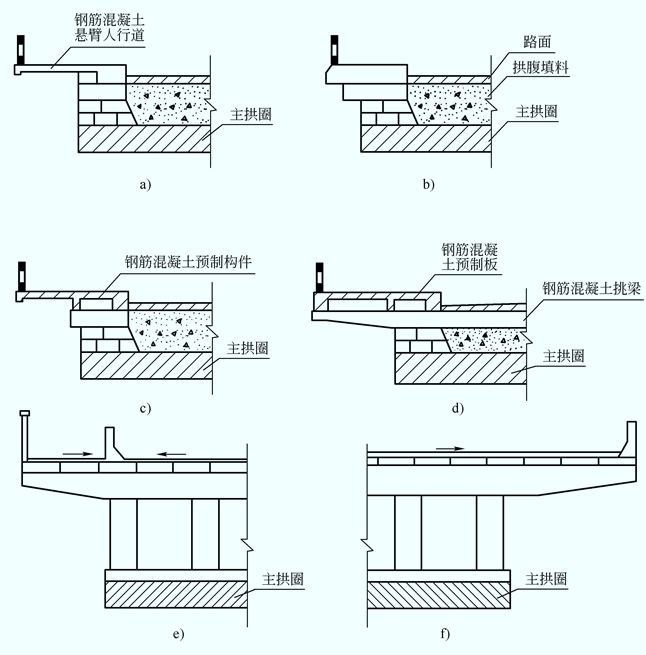 钢筋混凝土
悬臂人行道
主拱圈
a)
路面
拱腹填料
主拱圈
b)
钢筋混凝土预制构件
主拱圈
c)
钢筋混凝
土预制板
钢筋混凝土挑梁
主拱圈
d)
主拱圈
e)
主拱圈
f)